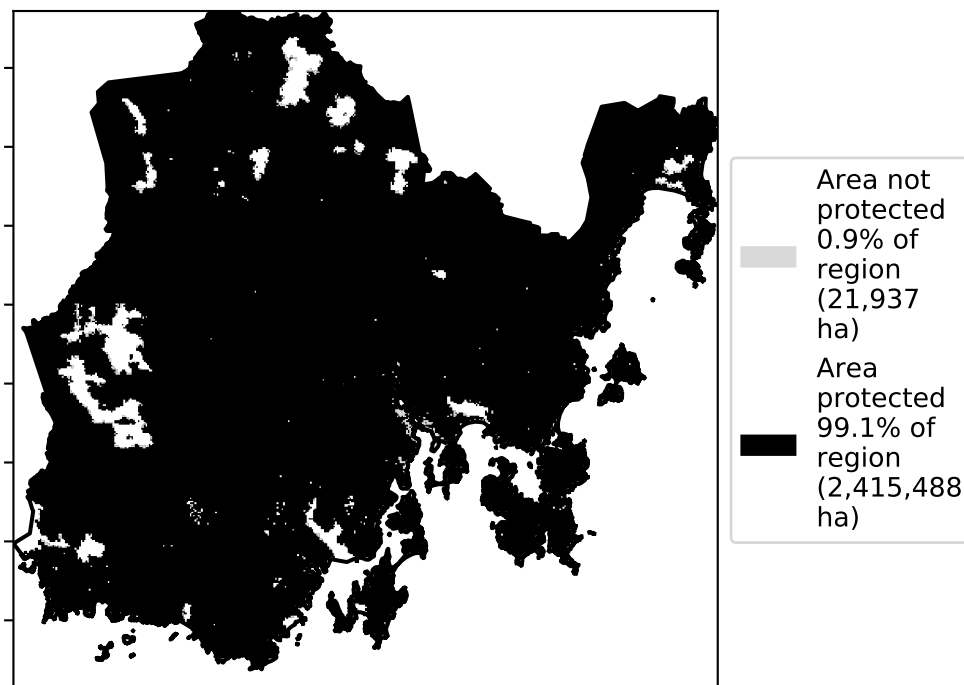 Area not
protected
0.9% of
region
(21,937
ha)
Area
protected
99.1% of
region
(2,415,488
ha)